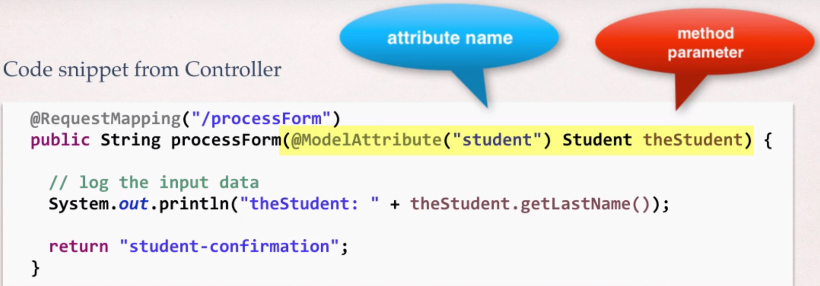 attribute name
method
parameter
Code snippet from Controller
@RequestMapping("/processForm")
public String processForm(@ModelAttribute("student") Student theStudent) {
// log the input data
System.out.println("theStudent: " + theStudent.getLastName());
return "student-confirmation";
}